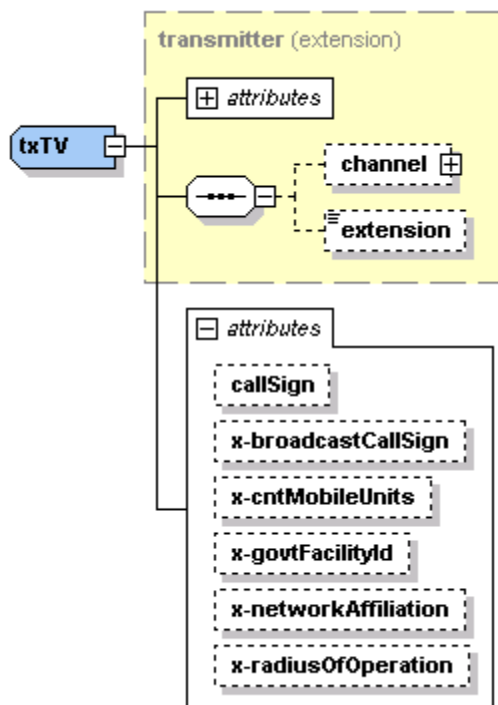 transmitter (extension)
attributes
txTV
channel
extension
attributes
callSign
x-broadcastCallSign
x-cntMobileUnits
x-govtFacilityId
x-networkAffiliation
x-radiusOfOperation